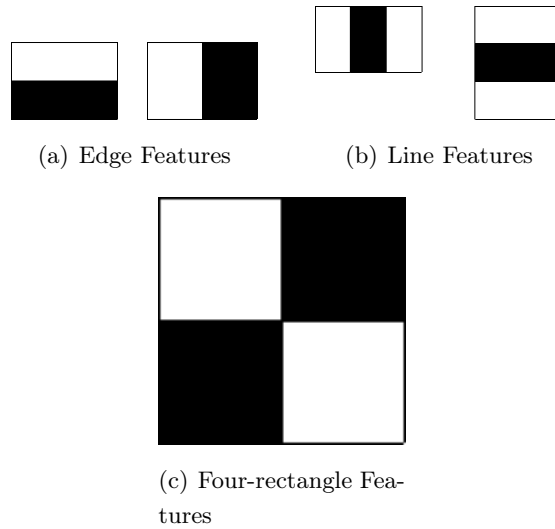 (a) Edge Features
(b) Line Features
(c) Four-rectangle Fea-
tures